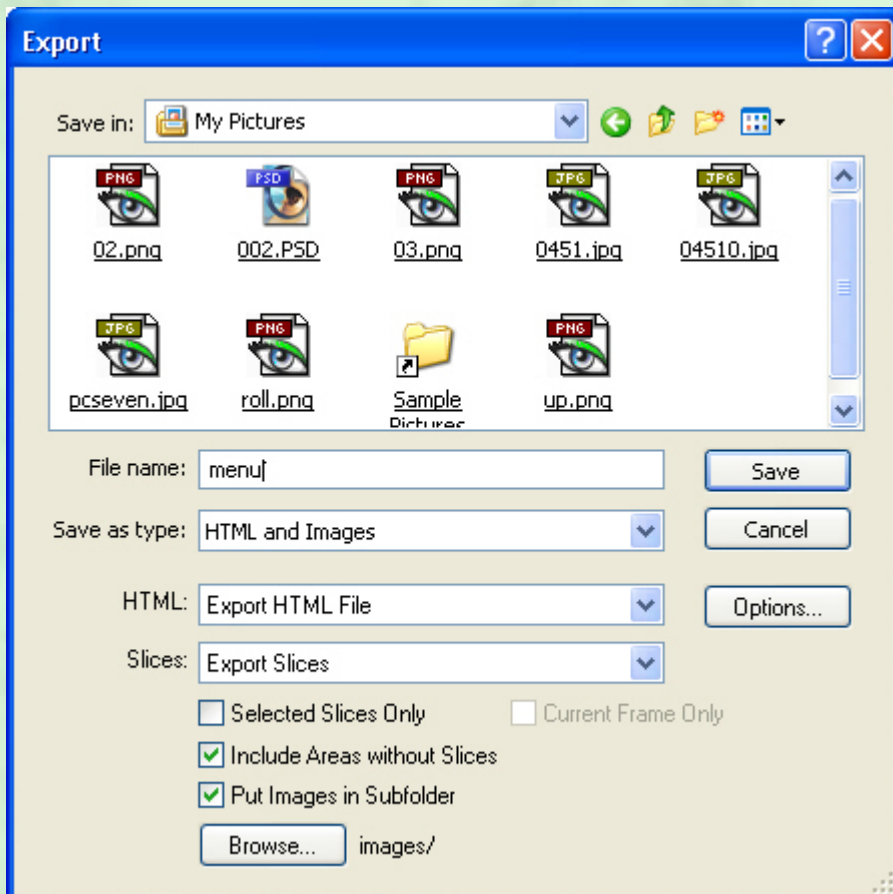 Export
Save in: My Pictures
PNG PSD PNG JPG JPG
02.png 002.PSD 03.png 0451.jpg 04510.jpg
JPG PNG PNG
pcseven.jpg roll.png Sample up.png
Pictures
File name: menu Save
Save as type: HTML and Images Cancel
HTML: Export HTML File Options...
Slices: Export Slices
Selected Slices Only Current Frame Only
Include Areas without Slices
Put Images in Subfolder
Browse... images/